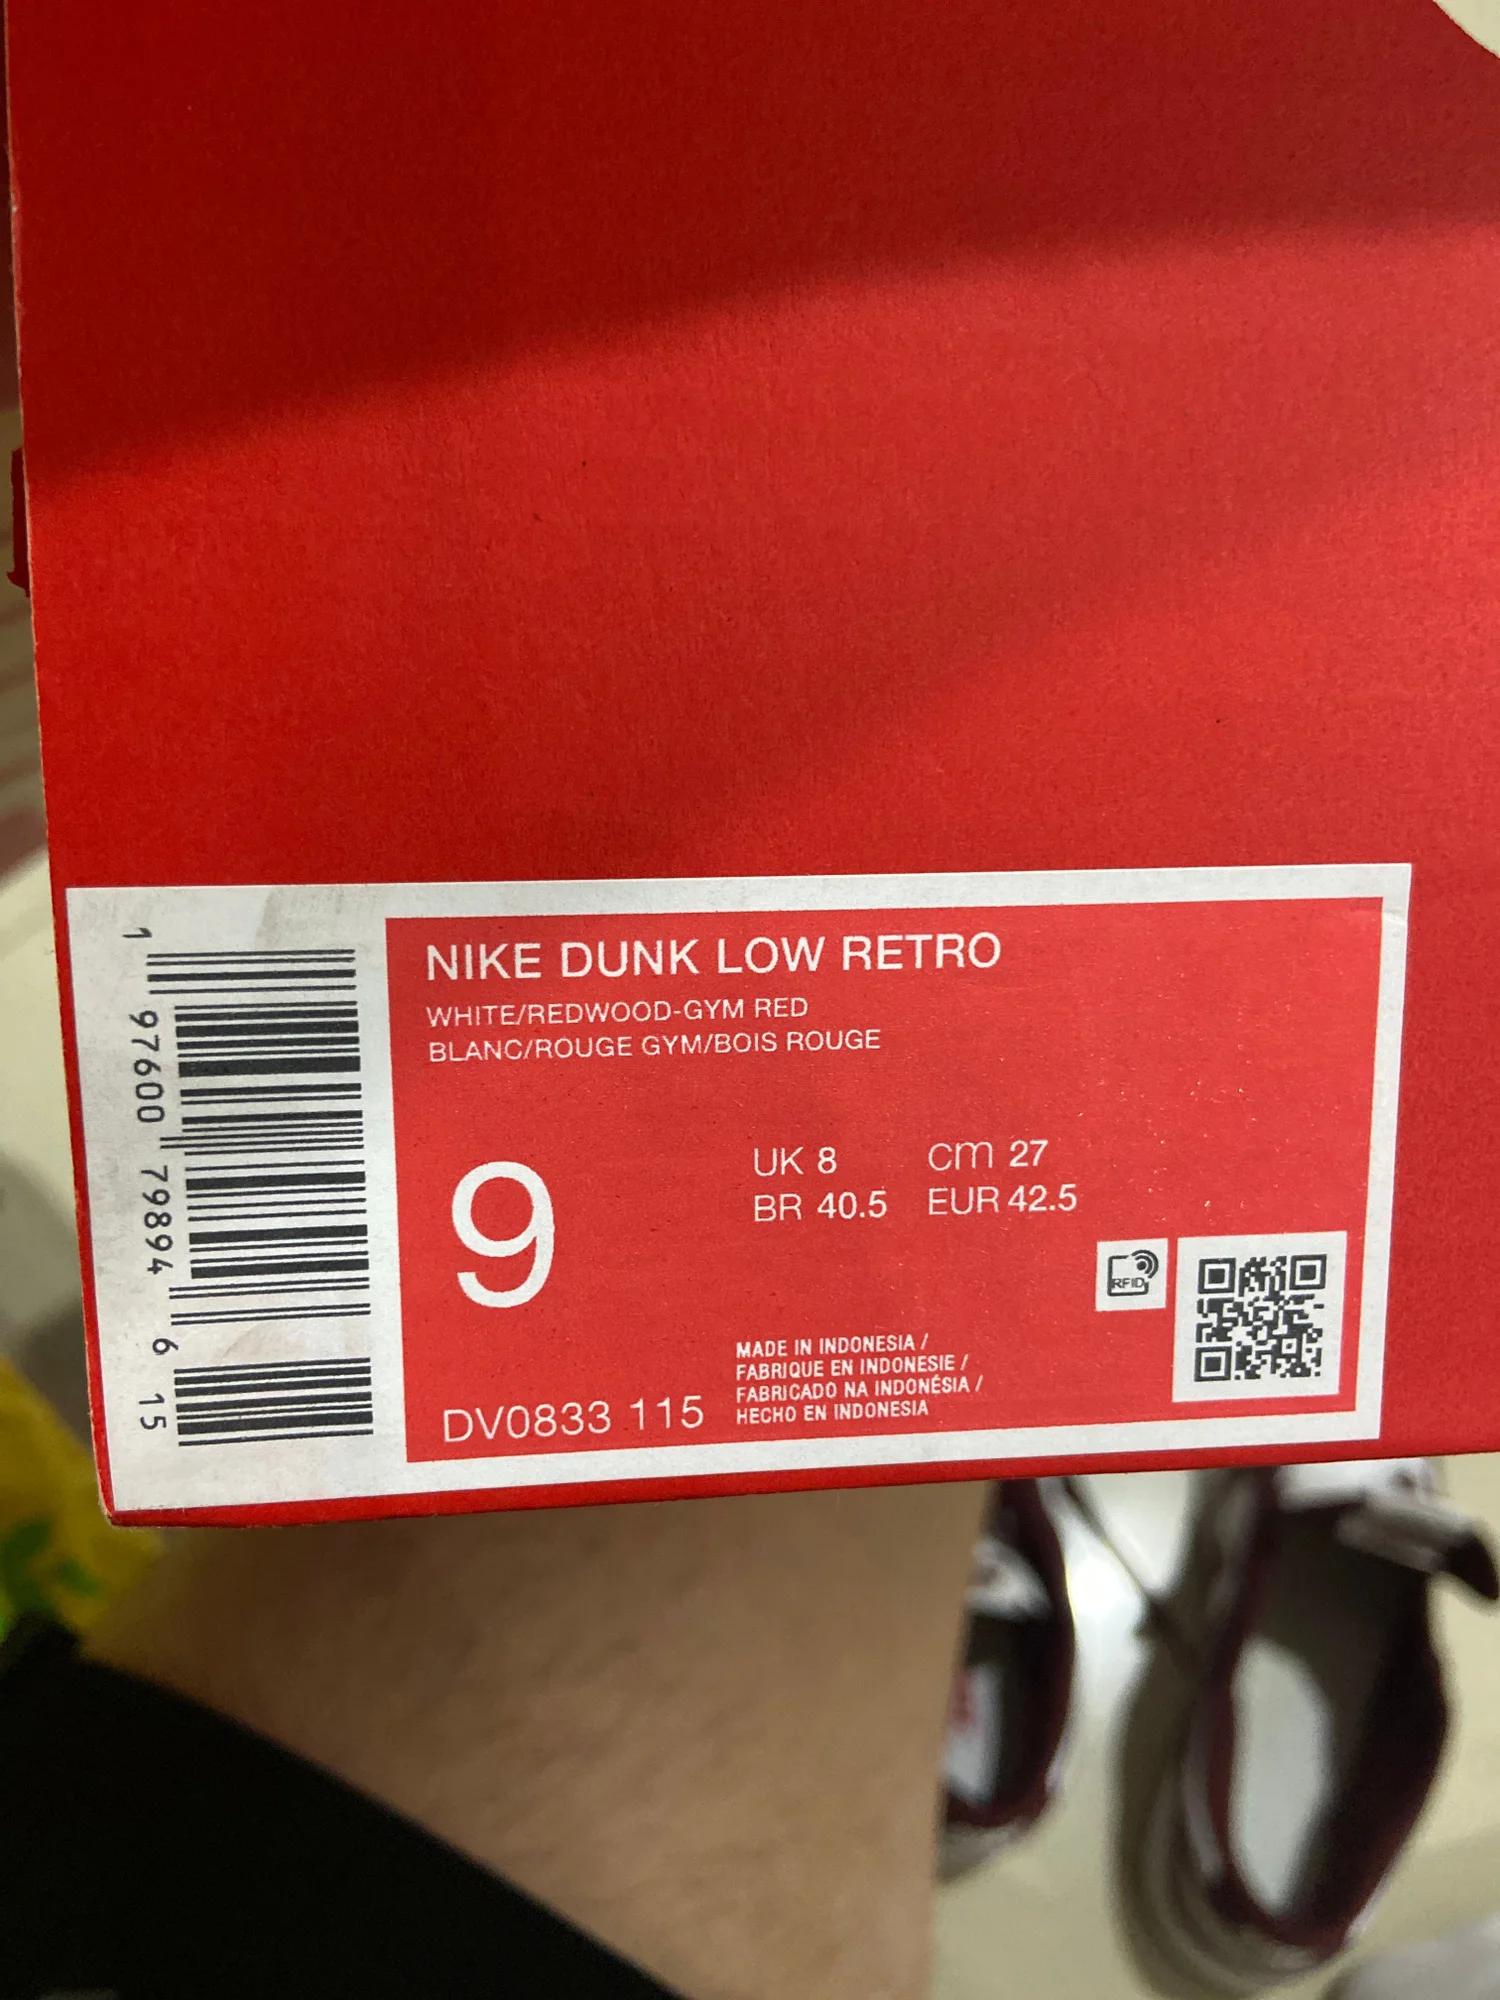 NIKE DUNK LOW RETRO
WHITE/REDWOOD-GYM RED
BLANC/ROUGE GYM/BOIS ROUGE
9
UK 8 cm 27
BR 40.5 EUR 42.5
RFID
MADE IN INDONESIA /
FABRIQUE EN INDONESIE /
FABRICADO NA INDONÉSIA /
HECHO EN INDONESIA
DV0833 115
1 97600 79894 6 15